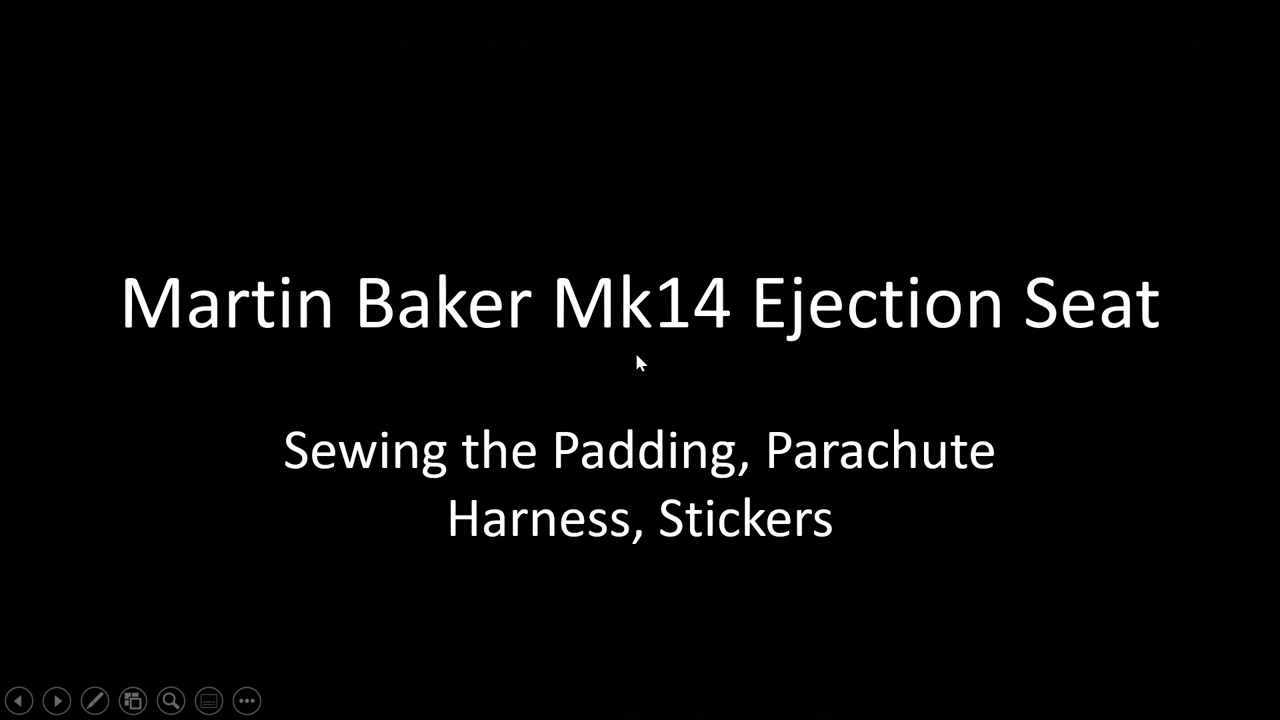 Martin Baker Mk14 Ejection Seat
Sewing the Padding, Parachute
Harness, Stickers